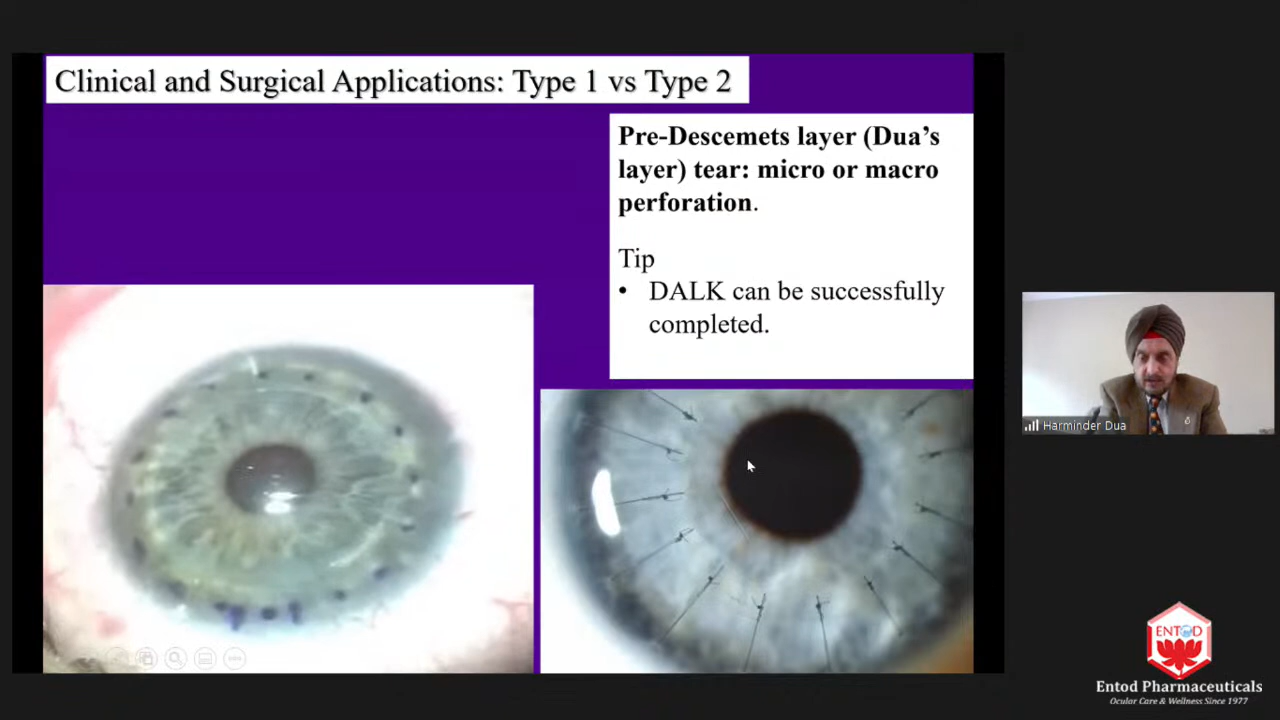 Clinical and Surgical Applications: Type 1 vs Type 2
Pre-Descemets layer (Dua’s
layer) tear: micro or macro
perforation.
Tip
• DALK can be successfully
completed.
Harminder Dua
ENTOD
Entod Pharmaceuticals
Ocular Care & Wellness Since 1977